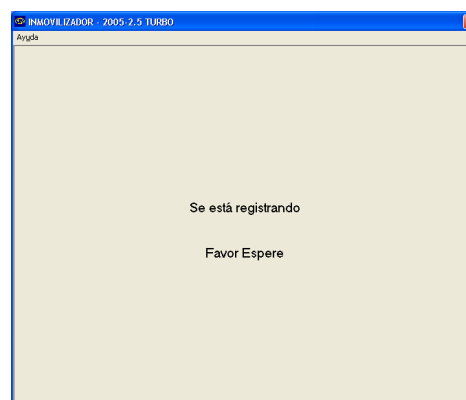 INMOVILIZADOR - 2005-2.5 TURBO
Ayuda
Se está registrando
Favor Espere